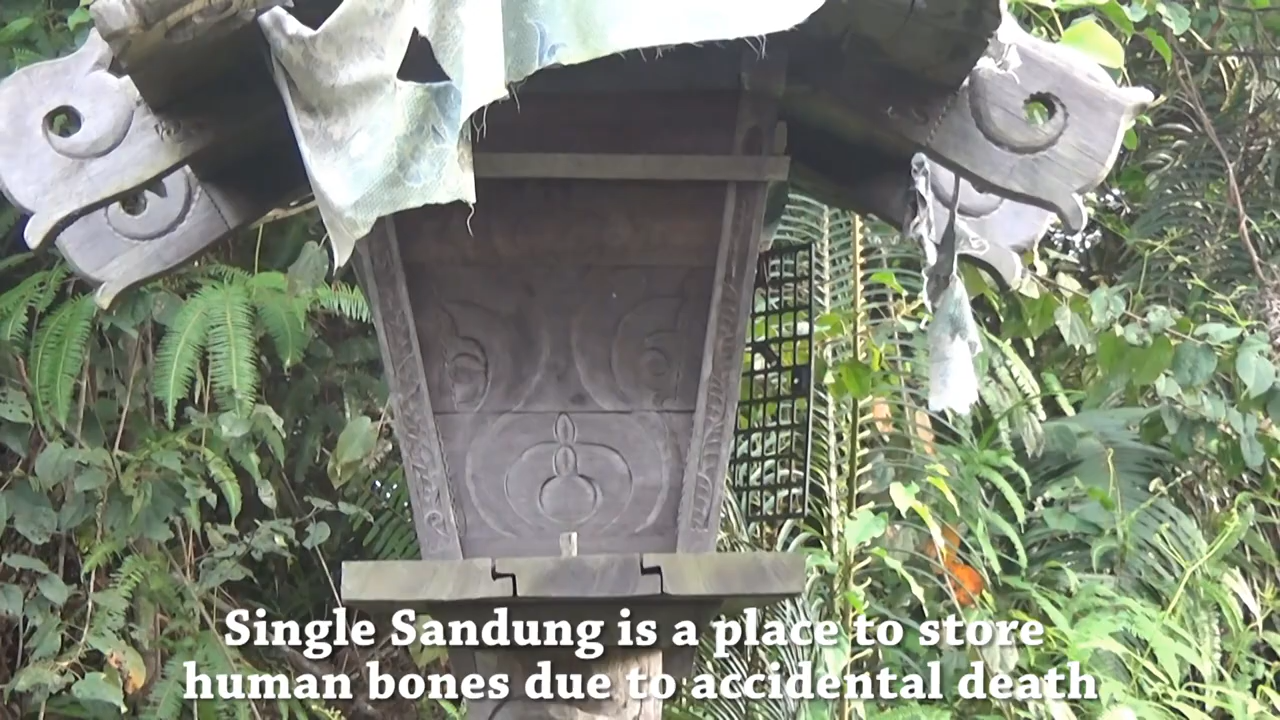 Single Sandung is a place to store
human bones due to accidental death